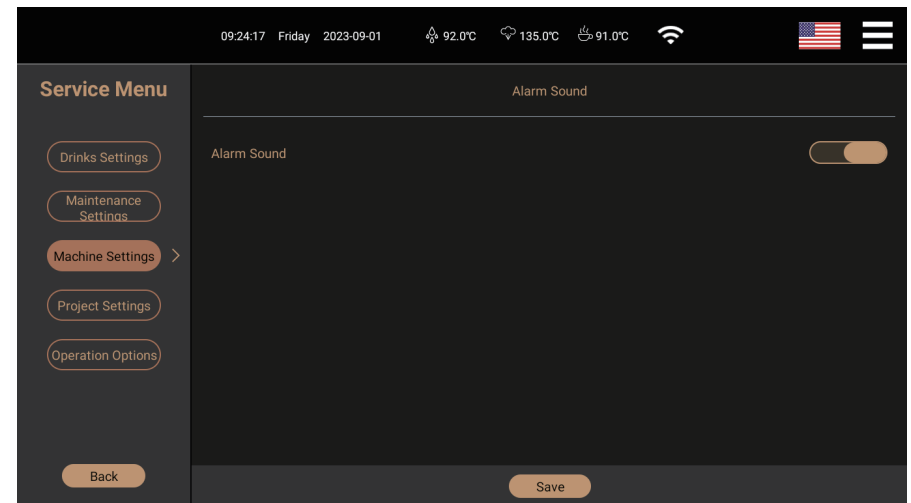 09:24:17 Friday 2023-09-01 92.0℃ 135.0℃ 91.0℃
Service Menu
Alarm Sound
Drinks Settings
Alarm Sound
Maintenance
Settings
Machine Settings >
Project Settings
Operation Options
Back
Save